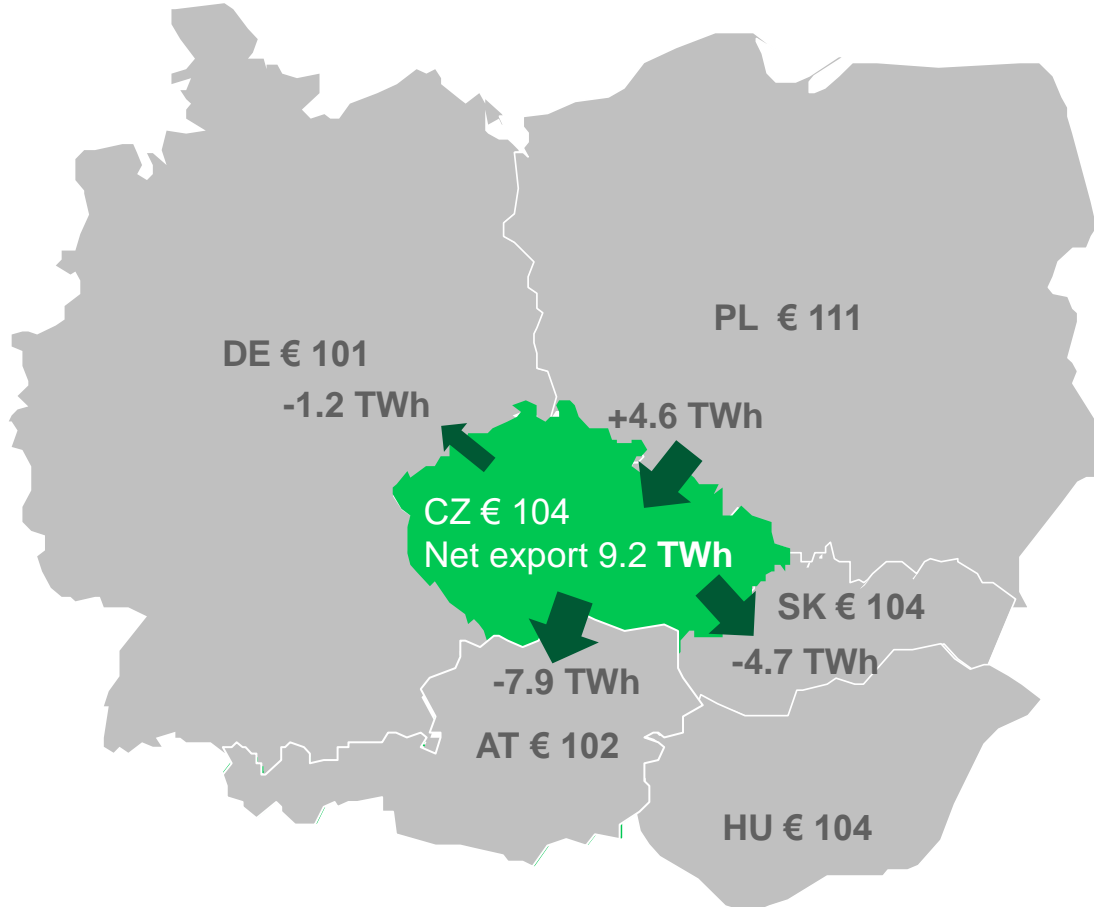 PL € 111
DE € 101
-1.2 TWh
+4.6 TWh
CZ € 104
Net export 9.2 TWh
SK € 104
-4.7 TWh
-7.9 TWh
AT € 102
HU € 104